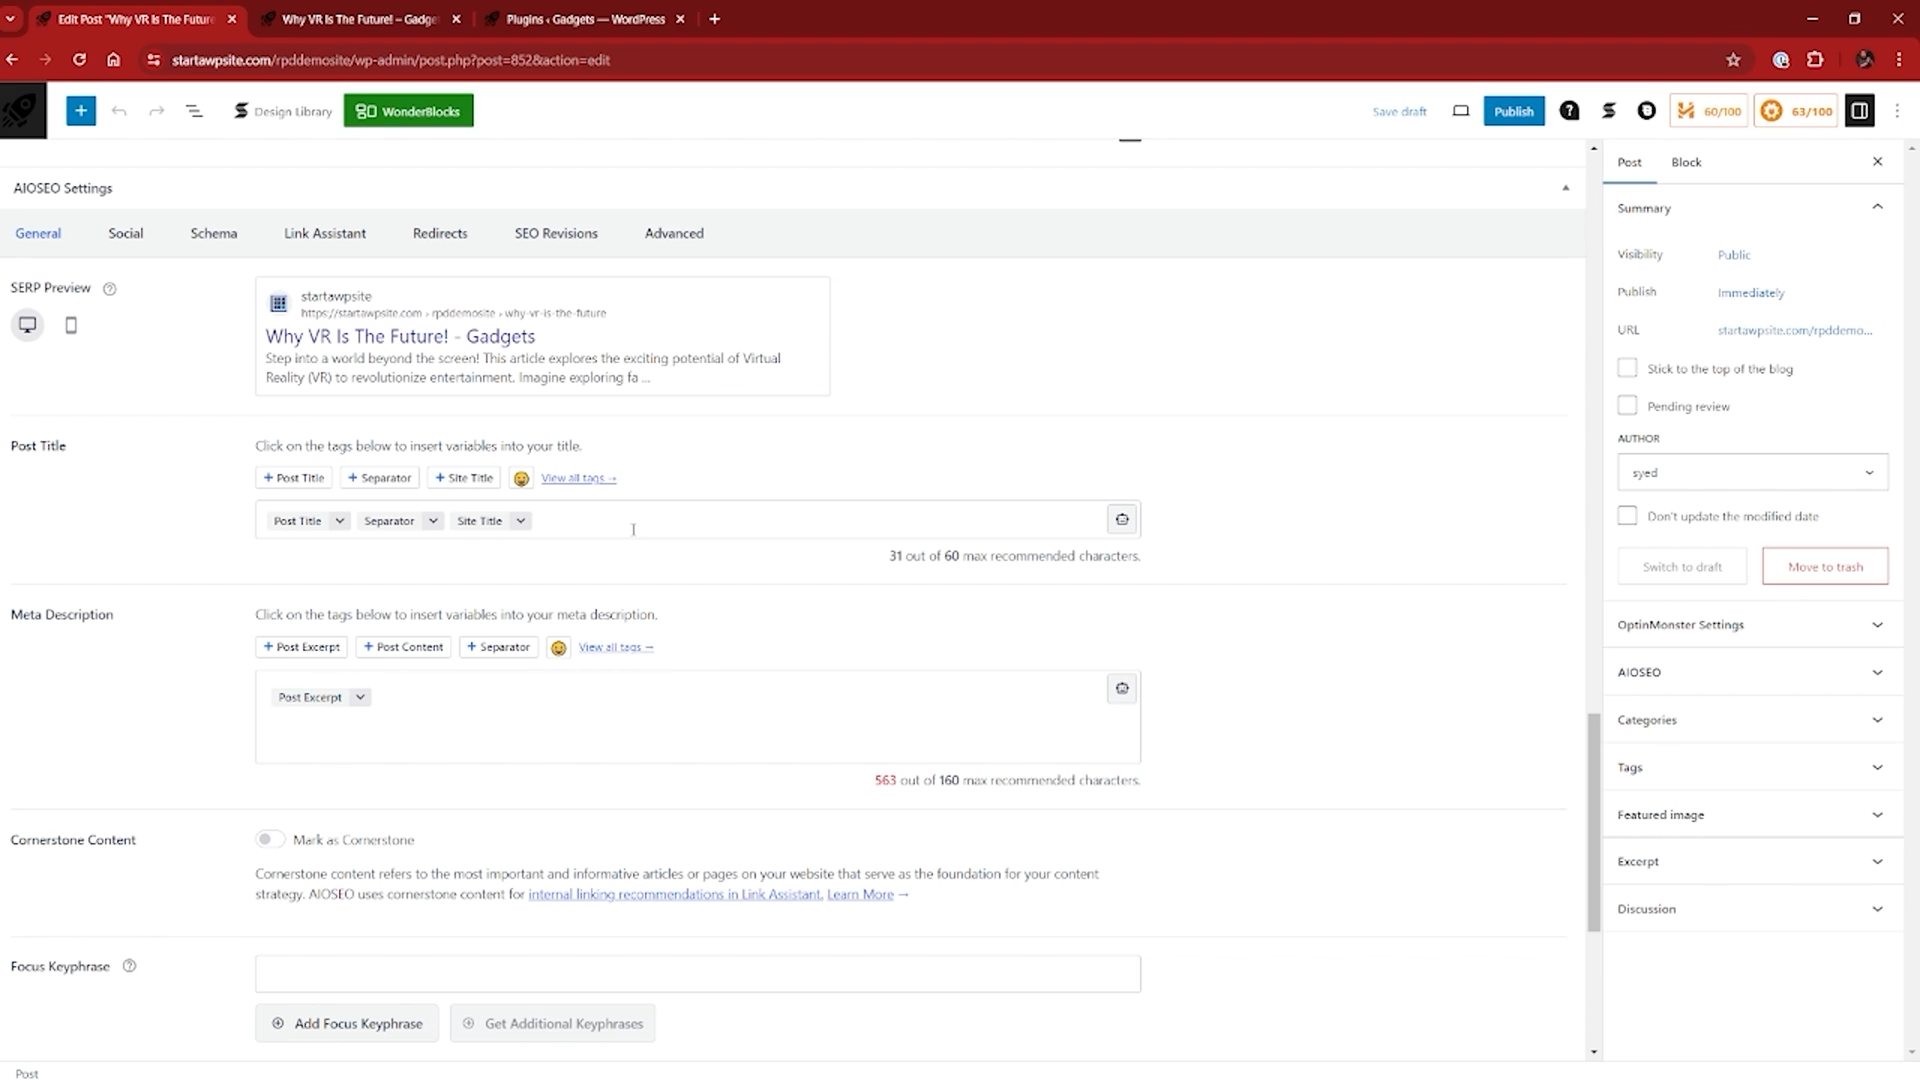 Edit Post "Why VR Is The Future
Why VR Is The Future! – Gadge
Plugins ‹ Gadgets — WordPress
startawpsite.com/rpddemosite/wp-admin/post.php?post=852&action=edit
Design Library
WonderBlocks
Save draft
Publish
60/100
63/100
AIOSEO Settings
General
Social
Schema
Link Assistant
Redirects
SEO Revisions
Advanced
SERP Preview
startawpsite
https://startawpsite.com › rpddemosite › why-vr-is-the-future
Why VR Is The Future! - Gadgets
Step into a world beyond the screen! This article explores the exciting potential of Virtual
Reality (VR) to revolutionize entertainment. Imagine exploring fa ...
Post Title
Click on the tags below to insert variables into your title.
+ Post Title
+ Separator
+ Site Title
View all tags →
Post Title
Separator
Site Title
31 out of 60 max recommended characters.
Meta Description
Click on the tags below to insert variables into your meta description.
+ Post Excerpt
+ Post Content
+ Separator
View all tags →
Post Excerpt
563 out of 160 max recommended characters.
Cornerstone Content
Mark as Cornerstone
Cornerstone content refers to the most important and informative articles or pages on your website that serve as the foundation for your content
strategy. AIOSEO uses cornerstone content for internal linking recommendations in Link Assistant. Learn More →
Focus Keyphrase
Add Focus Keyphrase
Get Additional Keyphrases
Post
Post
Block
Summary
Visibility
Public
Publish
Immediately
URL
startawpsite.com/rpddemo...
Stick to the top of the blog
Pending review
AUTHOR
syed
Don't update the modified date
Switch to draft
Move to trash
OptinMonster Settings
AIOSEO
Categories
Tags
Featured image
Excerpt
Discussion